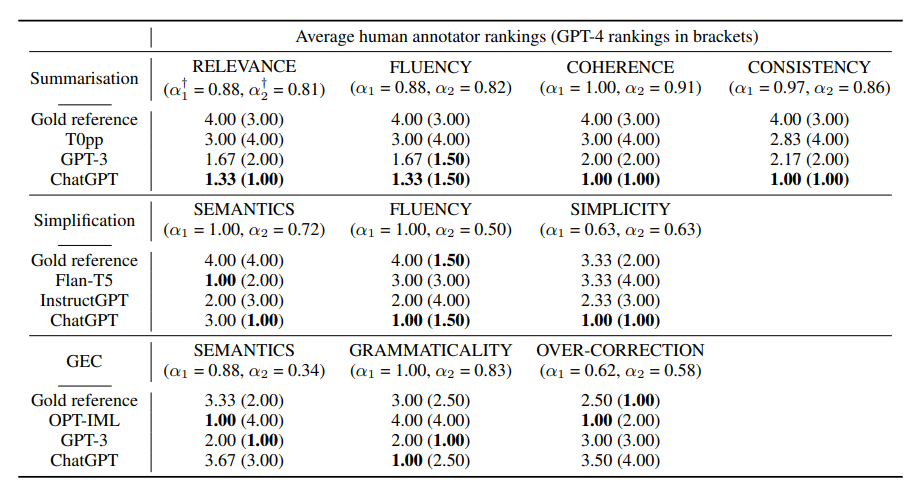 Average human annotator rankings (GPT-4 rankings in brackets)
Summarisation RELEVANCE FLUENCY COHERENCE CONSISTENCY
(α₁† = 0.88, α₂† = 0.81) (α₁ = 0.88, α₂ = 0.82) (α₁ = 1.00, α₂ = 0.91) (α₁ = 0.97, α₂ = 0.86)
Gold reference 4.00 (3.00) 4.00 (3.00) 4.00 (3.00) 4.00 (3.00)
T0pp 3.00 (4.00) 3.00 (4.00) 3.00 (4.00) 2.83 (4.00)
GPT-3 1.67 (2.00) 1.67 (1.50) 2.00 (2.00) 2.17 (2.00)
ChatGPT 1.33 (1.00) 1.33 (1.50) 1.00 (1.00) 1.00 (1.00)
Simplification SEMANTICS FLUENCY SIMPLICITY
(α₁ = 1.00, α₂ = 0.72) (α₁ = 1.00, α₂ = 0.50) (α₁ = 0.63, α₂ = 0.63)
Gold reference 4.00 (4.00) 4.00 (1.50) 3.33 (2.00)
Flan-T5 1.00 (2.00) 3.00 (3.00) 3.33 (4.00)
InstructGPT 2.00 (3.00) 2.00 (4.00) 2.33 (3.00)
ChatGPT 3.00 (1.00) 1.00 (1.50) 1.00 (1.00)
GEC SEMANTICS GRAMMATICALITY OVER-CORRECTION
(α₁ = 0.88, α₂ = 0.34) (α₁ = 1.00, α₂ = 0.83) (α₁ = 0.62, α₂ = 0.58)
Gold reference 3.33 (2.00) 3.00 (2.50) 2.50 (1.00)
OPT-IML 1.00 (4.00) 4.00 (4.00) 1.00 (2.00)
GPT-3 2.00 (1.00) 2.00 (1.00) 3.00 (3.00)
ChatGPT 3.67 (3.00) 1.00 (2.50) 3.50 (4.00)